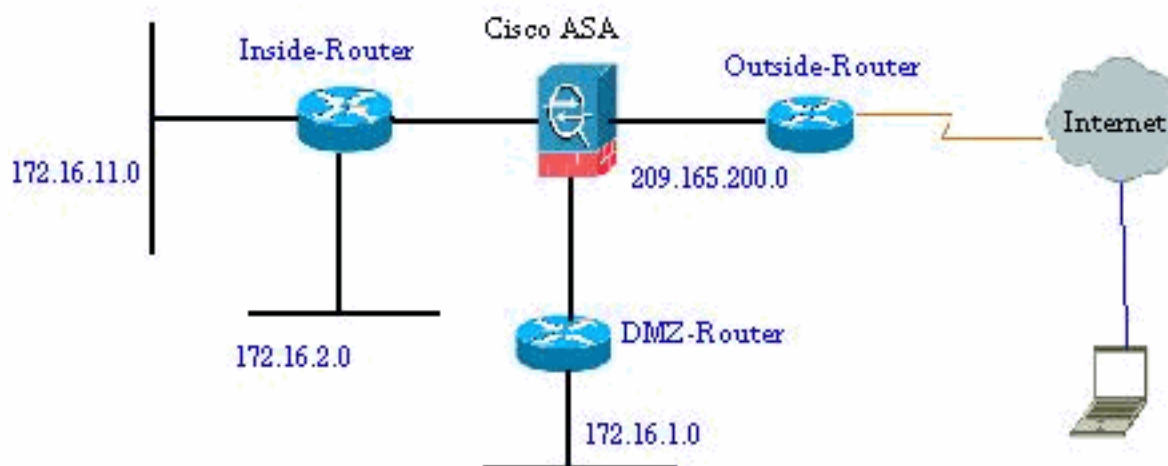 Cisco ASA
Inside-Router
Outside-Router
Internet
172.16.11.0
209.165.200.0
DMZ-Router
172.16.2.0
172.16.1.0